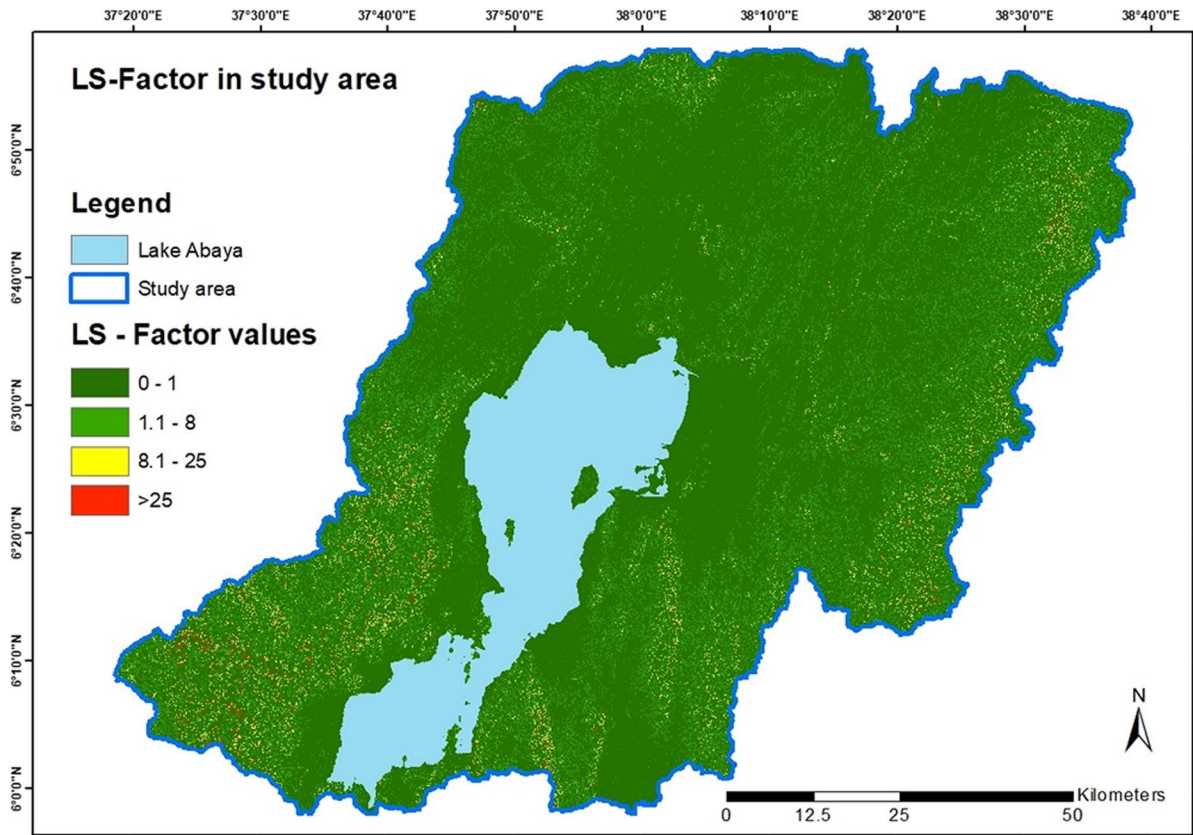 37°20'0"E 37°30'0"E 37°40'0"E 37°50'0"E 38°0'0"E 38°10'0"E 38°20'0"E 38°30'0"E 38°40'0"E
LS-Factor in study area
6°50'0"N
Legend
Lake Abaya
6°40'0"N
Study area
LS - Factor values
0 - 1
6°30'0"N
1.1 - 8
8.1 - 25
>25
6°20'0"N
6°10'0"N
N
6°0'0"N
Kilometers
0 12.5 25 50